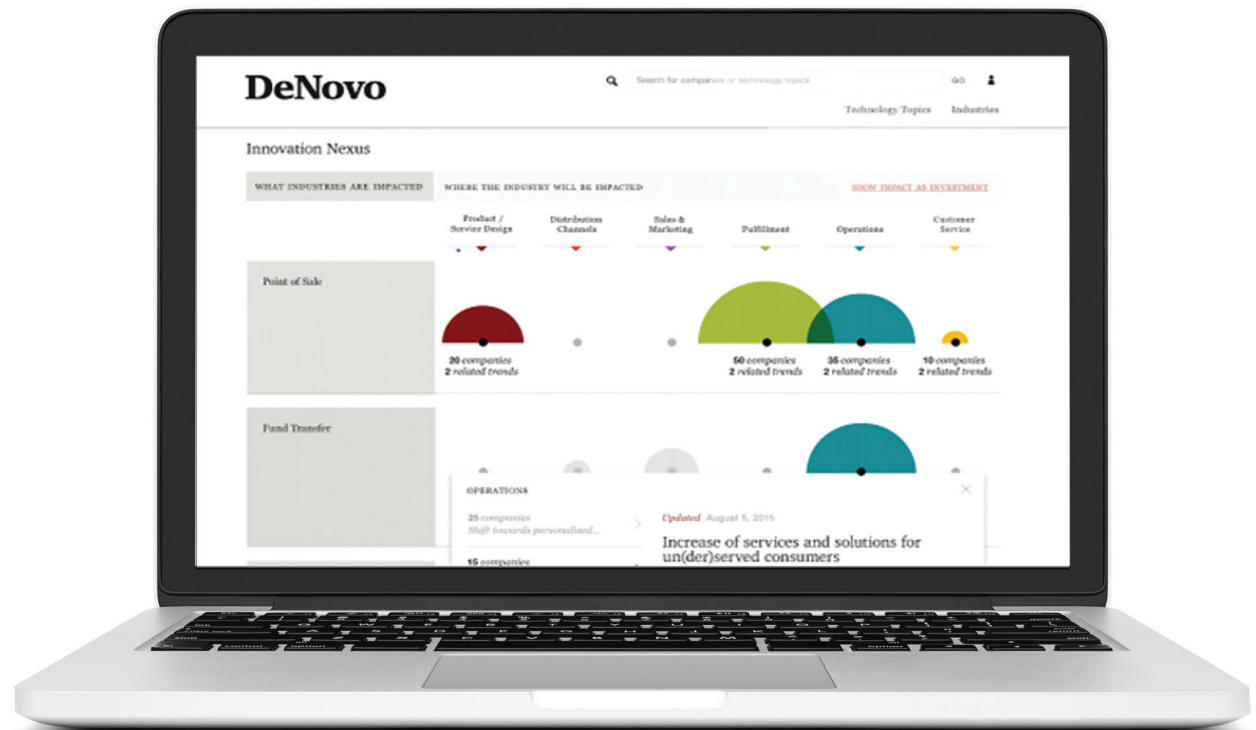 DeNovo
Search for companies or technology topics
GO
Technology Topics Industries
Innovation Nexus
WHAT INDUSTRIES ARE IMPACTED WHERE THE INDUSTRY WILL BE IMPACTED SHOW IMPACT AS INVESTMENT
Product /
Service Design
Distribution
Channels
Sales &
Marketing
Fulfillment
Operations
Customer
Service
Point of Sale
20 companies
2 related trends
50 companies
2 related trends
35 companies
2 related trends
10 companies
2 related trends
Fund Transfer
OPERATIONS
25 companies
Shift towards personalized...
15 companies
Updated August 5, 2015
Increase of services and solutions for
un(der)served consumers
control option option